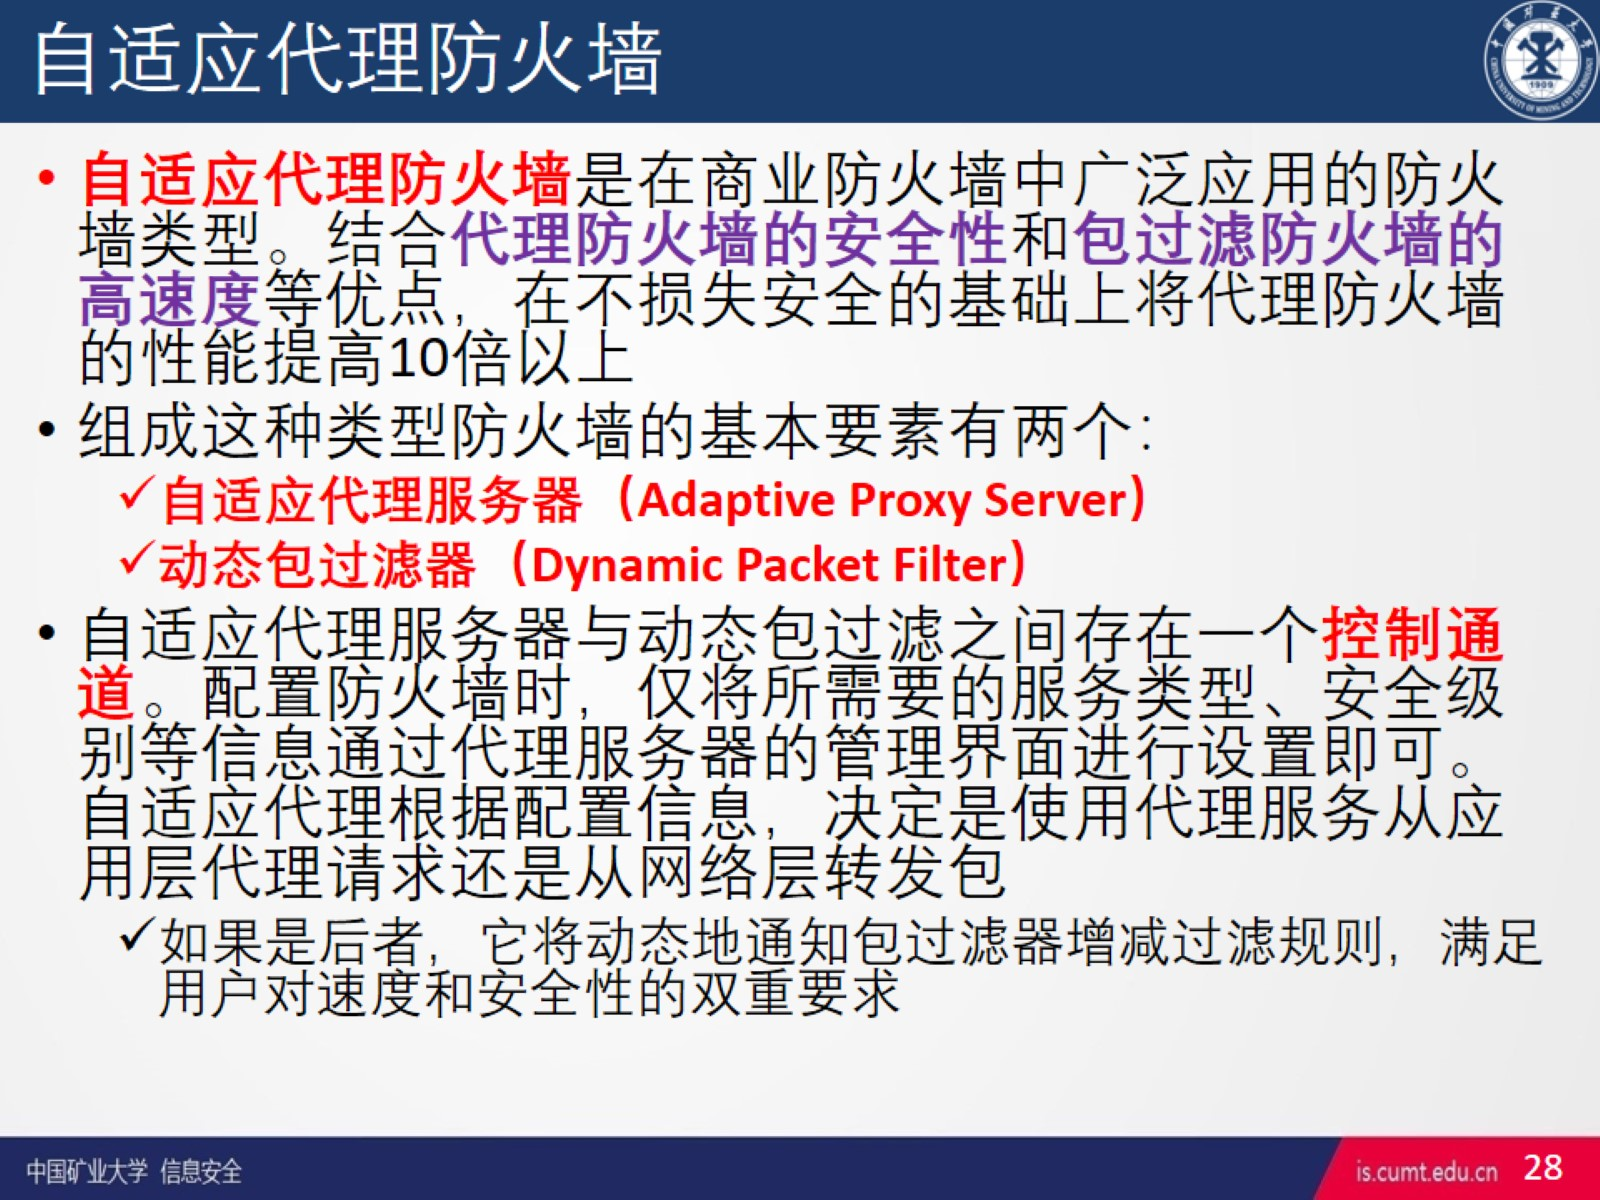 自适应代理防火墙
• 自适应代理防火墙是在商业防火墙中广泛应用的防火
墙类型。结合代理防火墙的安全性和包过滤防火墙的
高速度等优点，在不损失安全的基础上将代理防火墙
的性能提高10倍以上
• 组成这种类型防火墙的基本要素有两个：
✓自适应代理服务器（Adaptive Proxy Server）
✓动态包过滤器（Dynamic Packet Filter）
• 自适应代理服务器与动态包过滤之间存在一个控制通
道。配置防火墙时，仅将所需要的服务类型、安全级
别等信息通过代理服务器的管理界面进行设置即可。
自适应代理根据配置信息，决定是使用代理服务从应
用层代理请求还是从网络层转发包
✓如果是后者，它将动态地通知包过滤器增减过滤规则，满足
用户对速度和安全性的双重要求
中国矿业大学 信息安全
is.cumt.edu.cn 28
CHINA UNIVERSITY OF MINING AND TECHNOLOGY
1909